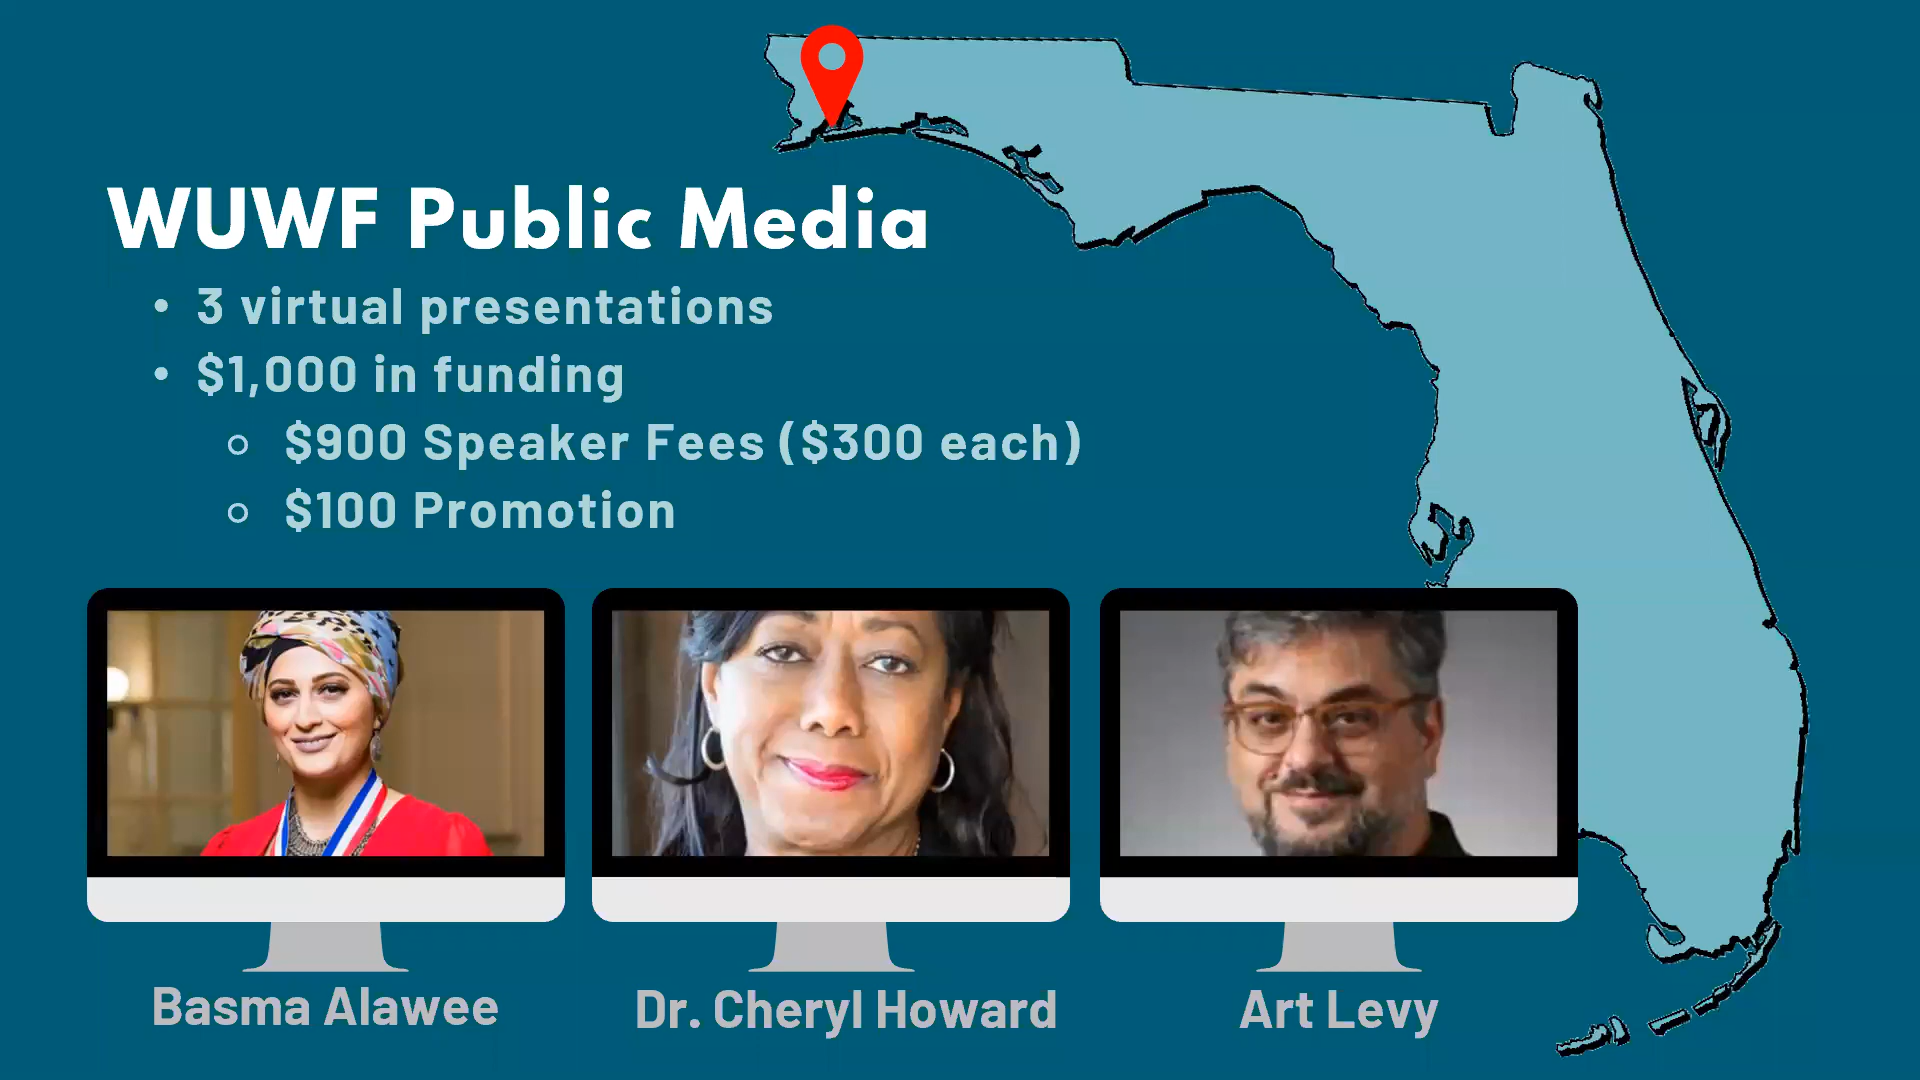 WUWF Public Media
• 3 virtual presentations
• $1,000 in funding
○ $900 Speaker Fees ($300 each)
○ $100 Promotion
Basma Alawee
Dr. Cheryl Howard
Art Levy